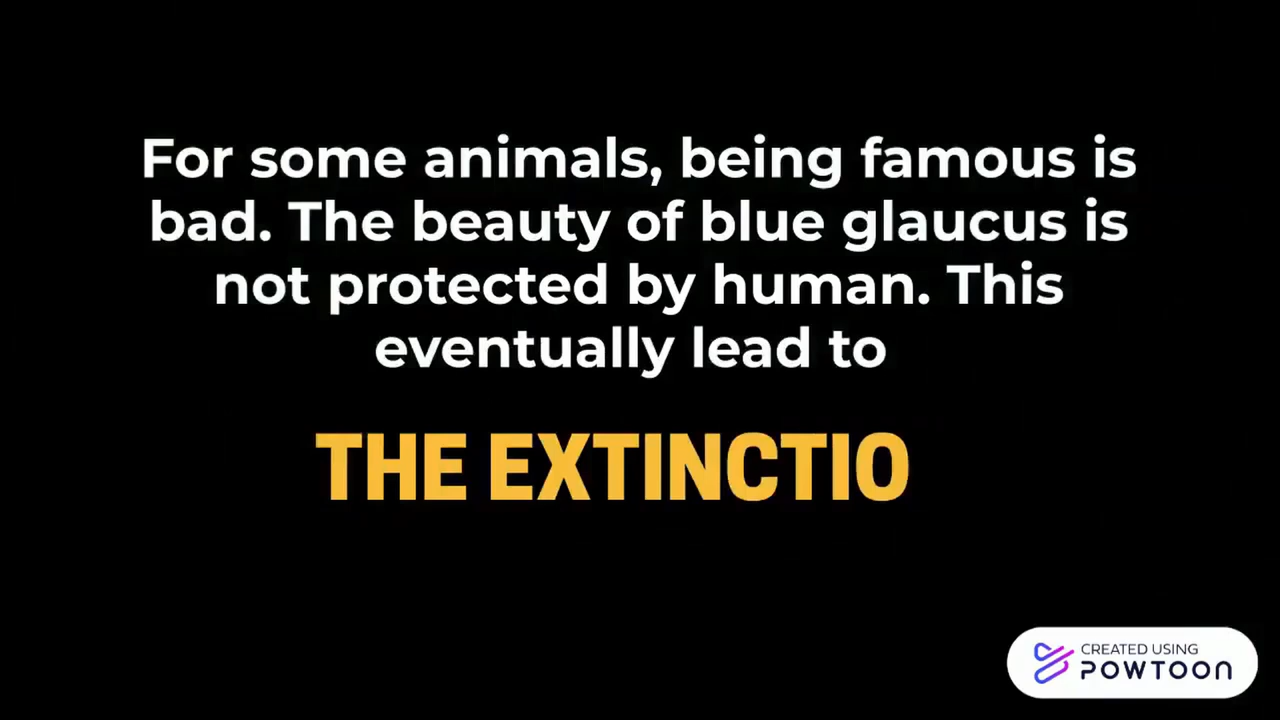 For some animals, being famous is
bad. The beauty of blue glaucus is
not protected by human. This
eventually lead to
THE EXTINCTIO
CREATED USING
POWTOON